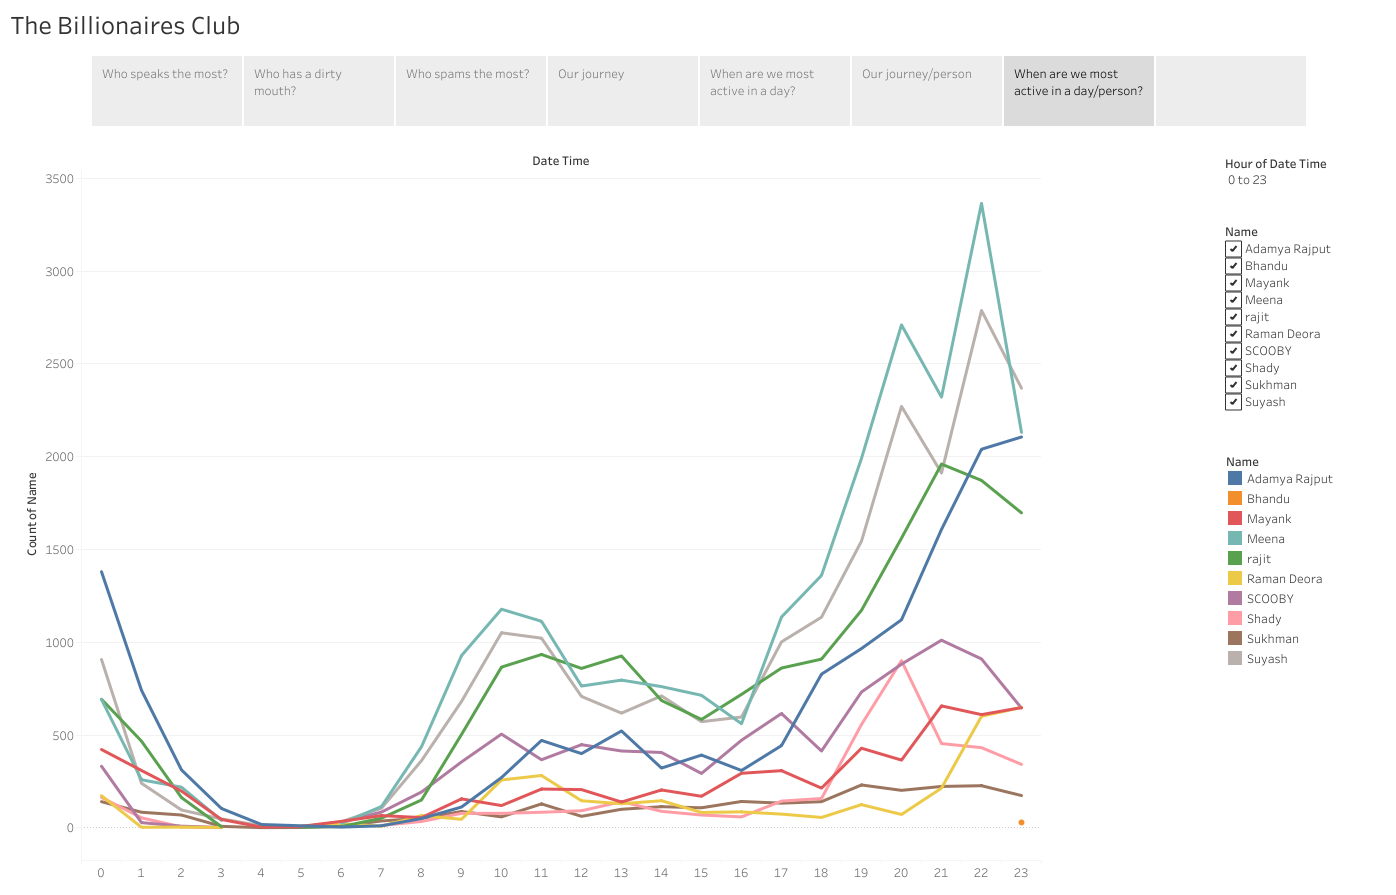 The Billionaires Club
Who speaks the most?
Who has a dirty
mouth?
Who spams the most?
Our journey
When are we most
active in a day?
Our journey/person
When are we most
active in a day/person?
Date Time
3500
3000
2500
2000
1500
1000
500
0
Count of Name
0 1 2 3 4 5 6 7 8 9 10 11 12 13 14 15 16 17 18 19 20 21 22 23
Hour of Date Time
0 to 23
Name
Adamya Rajput
Bhandu
Mayank
Meena
rajit
Raman Deora
SCOOBY
Shady
Sukhman
Suyash
Name
Adamya Rajput
Bhandu
Mayank
Meena
rajit
Raman Deora
SCOOBY
Shady
Sukhman
Suyash